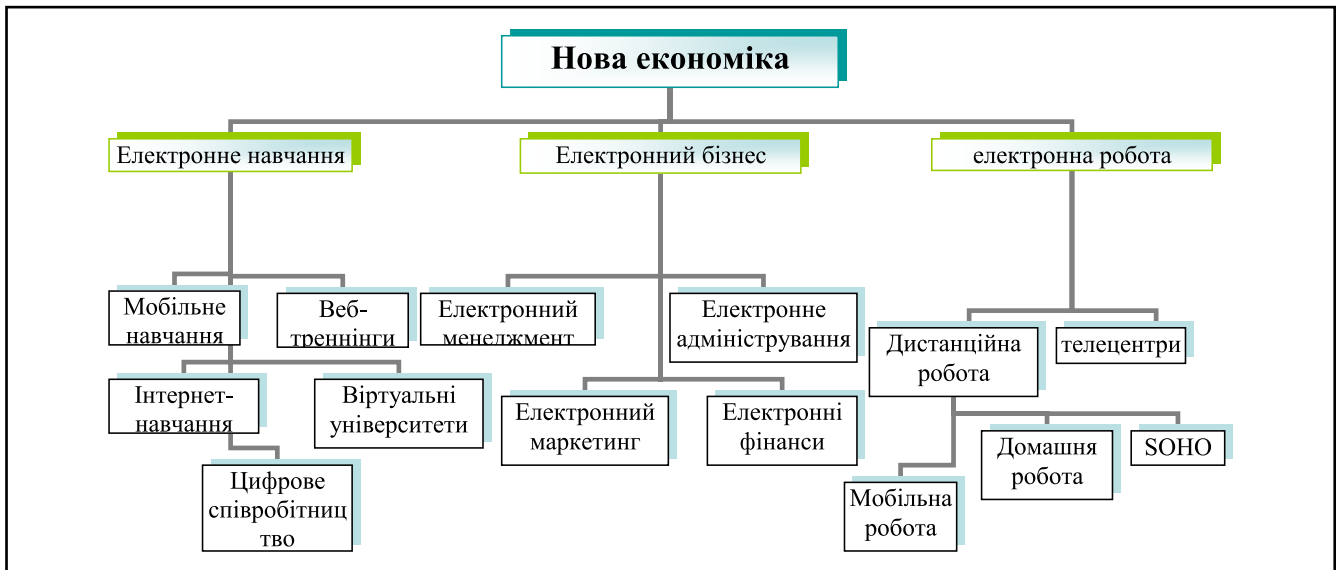 Нова економіка
Електронне навчання
Електронний бізнес
електронна робота
Мобільне
навчання
Веб-
треннінги
Електронний
менеджмент
Електронне
адміністрування
Дистанційна
робота
телецентри
Інтернет-
навчання
Віртуальні
університети
Електронний
маркетинг
Електронні
фінанси
Домашня
робота
SOHO
Цифрове
співробітниц
тво
Мобільна
робота